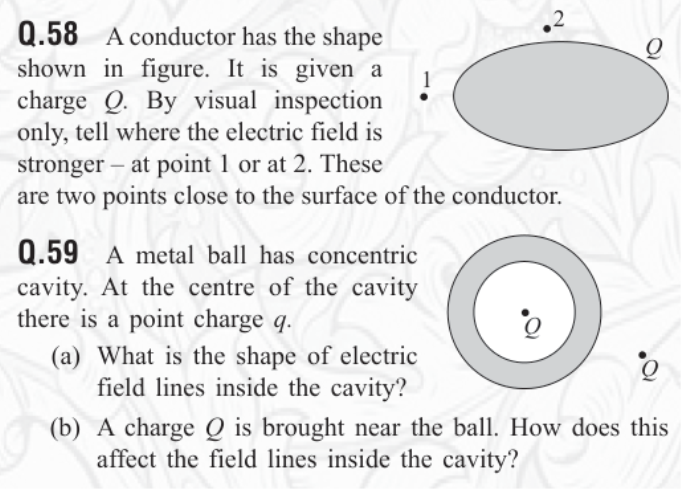 Q.58 A conductor has the shape
shown in figure. It is given a
charge Q. By visual inspection
only, tell where the electric field is
stronger – at point 1 or at 2. These
are two points close to the surface of the conductor.
1
2
Q
Q.59 A metal ball has concentric
cavity. At the centre of the cavity
there is a point charge q.
(a) What is the shape of electric
field lines inside the cavity?
(b) A charge Q is brought near the ball. How does this
affect the field lines inside the cavity?
Q
Q